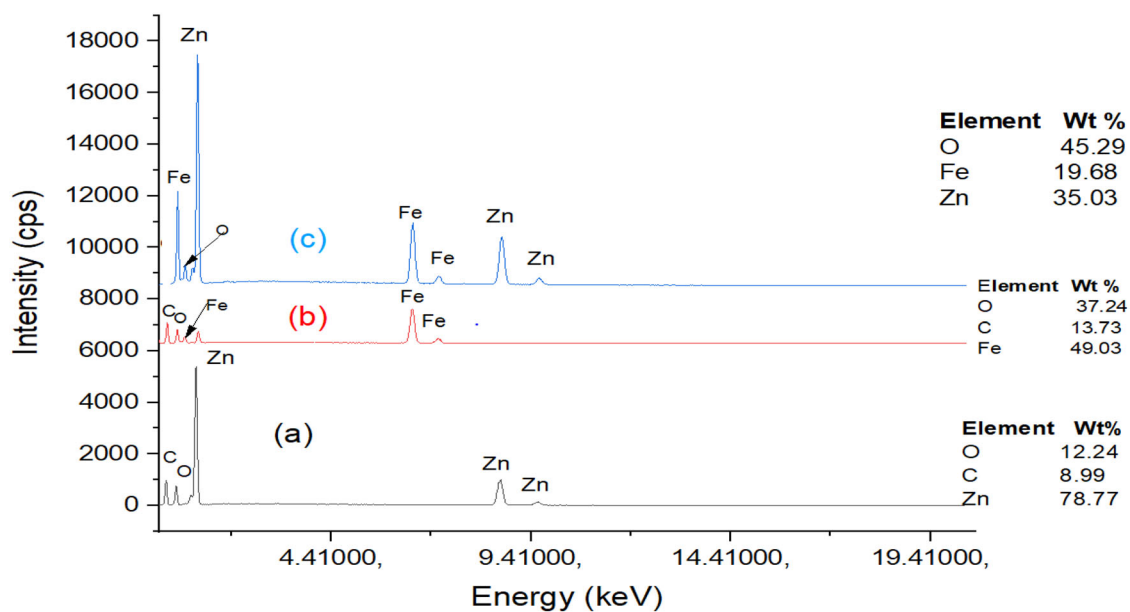 18000
16000
14000
12000
10000
8000
6000
4000
2000
0
Intensity (cps)
Zn
Fe
O
(c)
Fe
Fe
Zn
Zn
Element Wt %
O 45.29
Fe 19.68
Zn 35.03
C
O
Fe
(b)
Fe
Fe
Element Wt %
O 37.24
C 13.73
Fe 49.03
Zn
C
O
(a)
Zn
Zn
Element Wt%
O 12.24
C 8.99
Zn 78.77
4.41000,
9.41000,
14.41000,
19.41000,
Energy (keV)